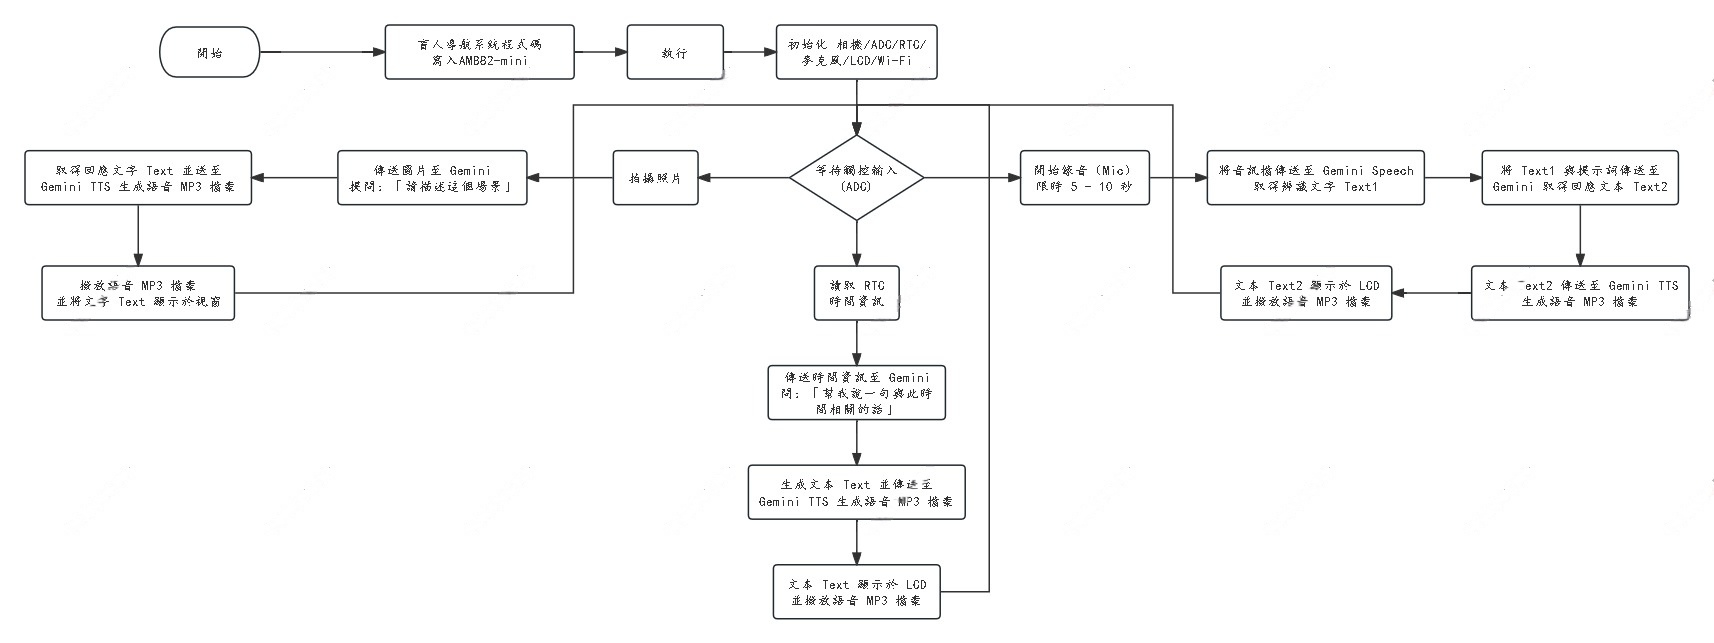 開始
盲人導航系統程式碼
寫入AMB82-mini
執行
初始化 相機/ADC/RTC/
麥克風/LCD/Wi-Fi
等待觸控輸入
(ADC)
拍攝照片
傳送圖片至 Gemini
提問:「請描述這個場景」
取得回應文字 Text 並送至
Gemini TTS 生成語音 MP3 檔案
撥放語音 MP3 檔案
並將文字 Text 顯示於視窗
讀取 RTC
時間資訊
傳送時間資訊至 Gemini
問:「幫我說一句與此時
間相關的話」
生成文本 Text 並傳送至
Gemini TTS 生成語音 MP3 檔案
文本 Text 顯示於 LCD
並撥放語音 MP3 檔案
開始錄音 (Mic)
限時 5 - 10 秒
將音訊檔傳送至 Gemini Speech
取得辨識文字 Text1
將 Text1 與提示詞傳送至
Gemini 取得回應文本 Text2
文本 Text2 傳送至 Gemini TTS
生成語音 MP3 檔案
文本 Text2 顯示於 LCD
並撥放語音 MP3 檔案